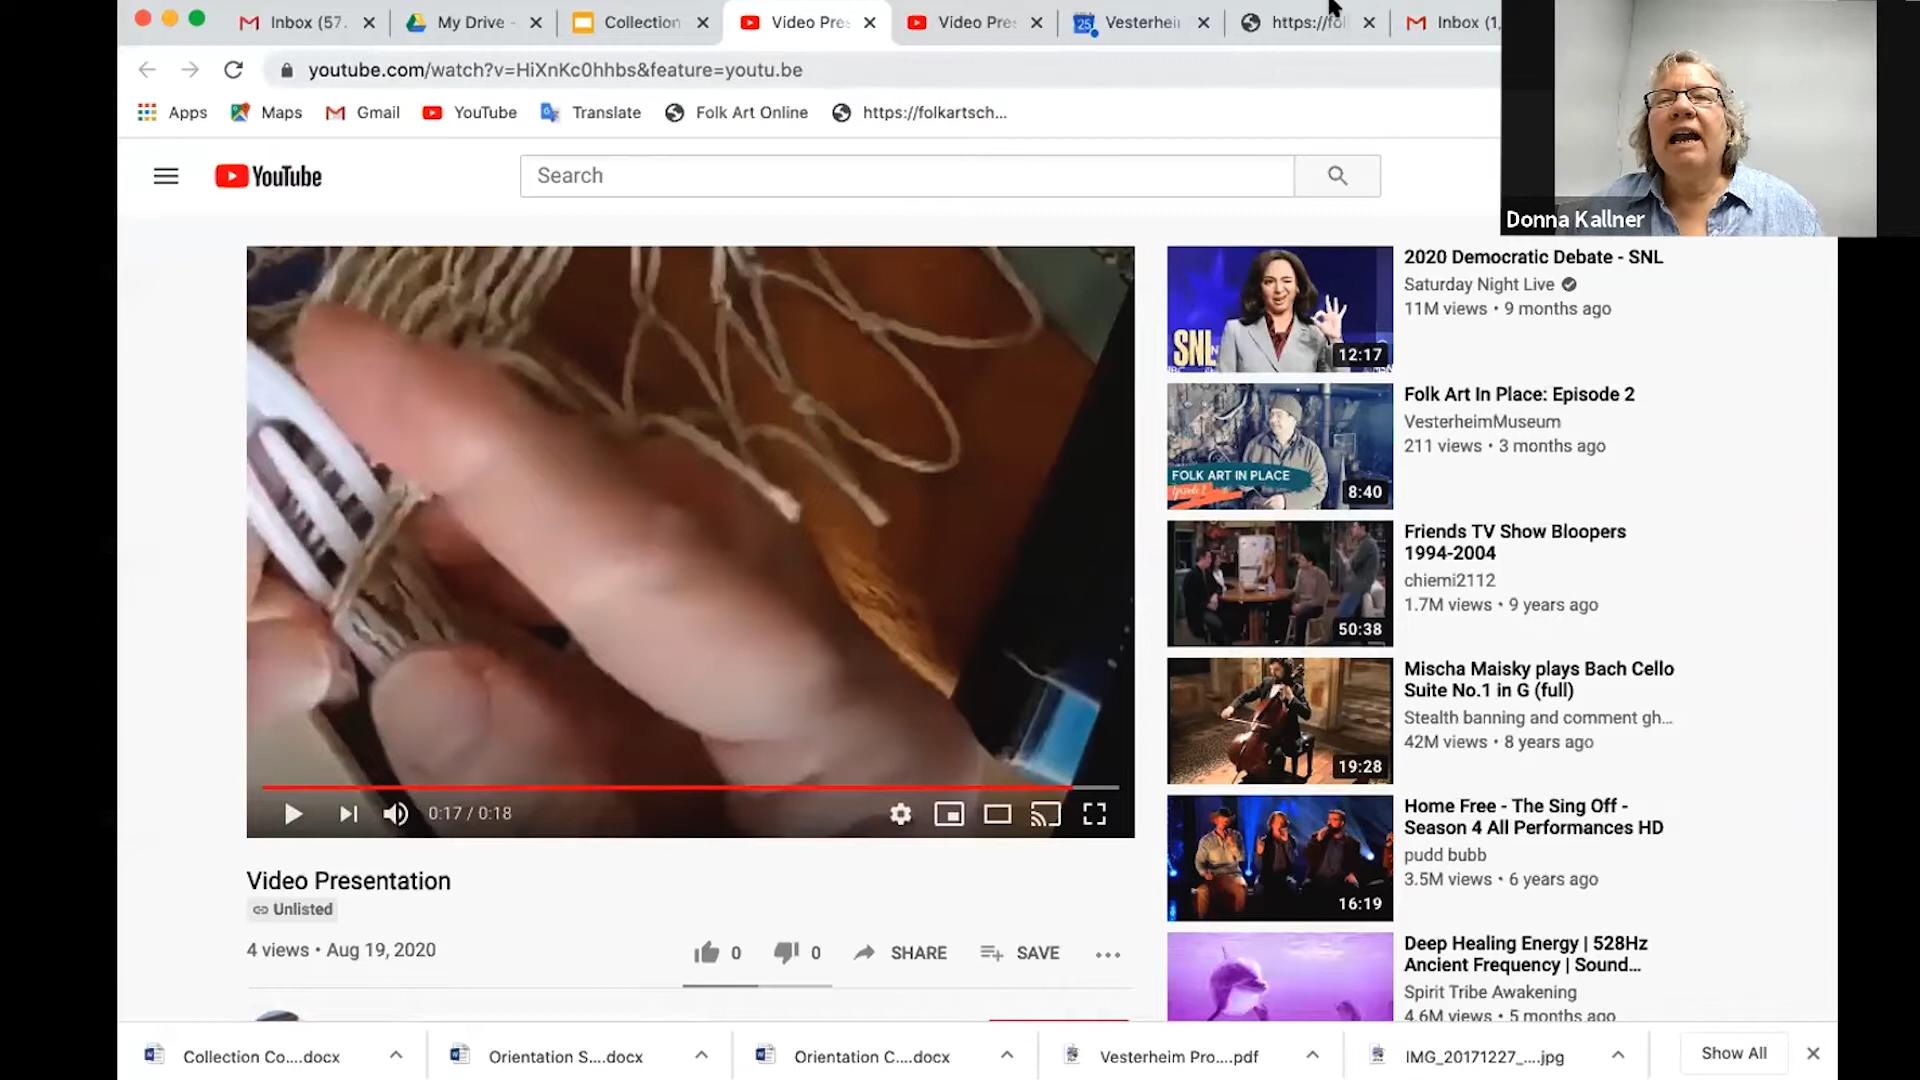 Inbox (57.
My Drive -
Collection
Video Pres
Video Pres
25
Vesterhei
https://fol
Inbox (1,
youtube.com/watch?v=HiXnKc0hhbs&feature=youtu.be
Apps
Maps
Gmail
YouTube
Translate
Folk Art Online
https://folkartsch...
Donna Kallner
YouTube
Search
0:17 / 0:18
Video Presentation
Unlisted
4 views • Aug 19, 2020
0
0
SHARE
SAVE
SNL
12:17
2020 Democratic Debate - SNL
Saturday Night Live
11M views • 9 months ago
FOLK ART IN PLACE
Episode 2
8:40
Folk Art In Place: Episode 2
VesterheimMuseum
211 views • 3 months ago
50:38
Friends TV Show Bloopers
1994-2004
chiemi2112
1.7M views • 9 years ago
19:28
Mischa Maisky plays Bach Cello
Suite No.1 in G (full)
Stealth banning and comment gh...
42M views • 8 years ago
16:19
Home Free - The Sing Off -
Season 4 All Performances HD
pudd bubb
3.5M views • 6 years ago
Deep Healing Energy | 528Hz
Ancient Frequency | Sound...
Spirit Tribe Awakening
4.6M views • 5 months ago
Collection Co....docx
Orientation S....docx
Orientation C....docx
Vesterheim Pro....pdf
IMG_20171227_....jpg
Show All